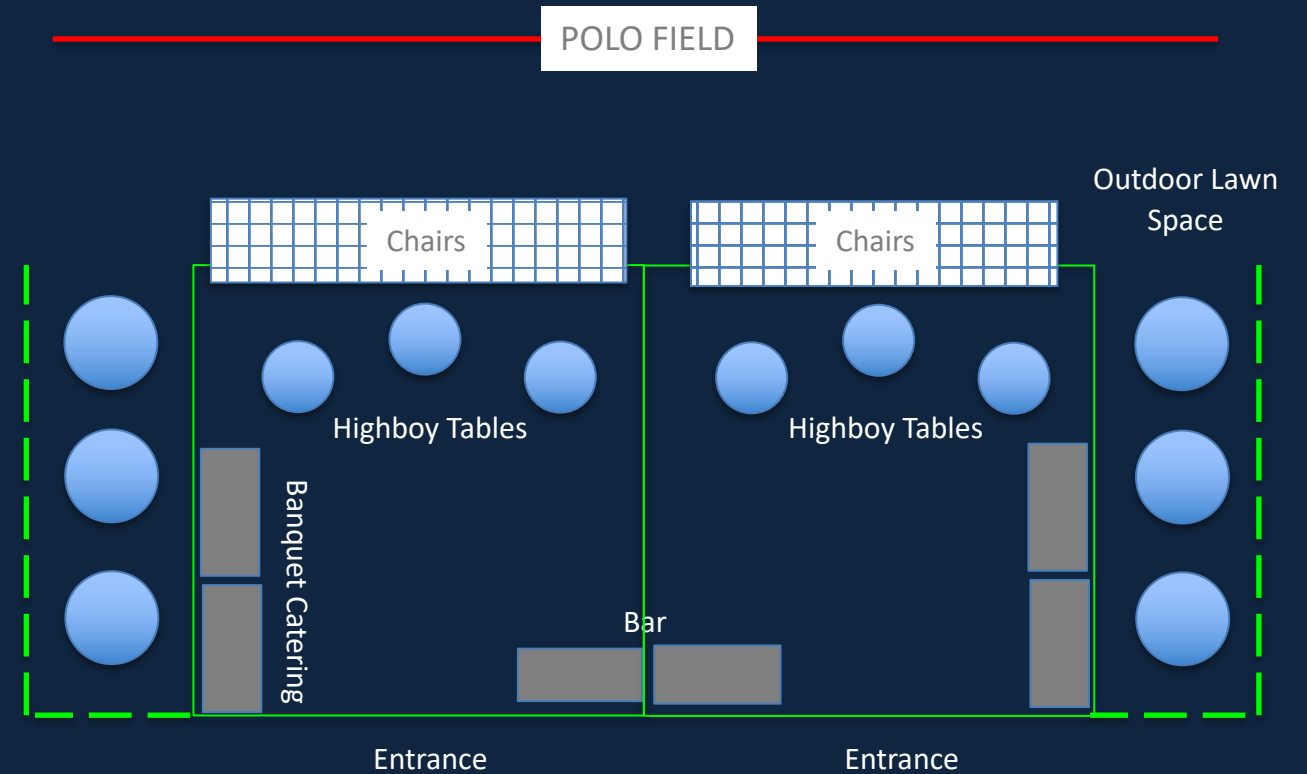 POLO FIELD
Outdoor Lawn
Space
Chairs
Chairs
Highboy Tables
Highboy Tables
Banquet Catering
Bar
Entrance
Entrance